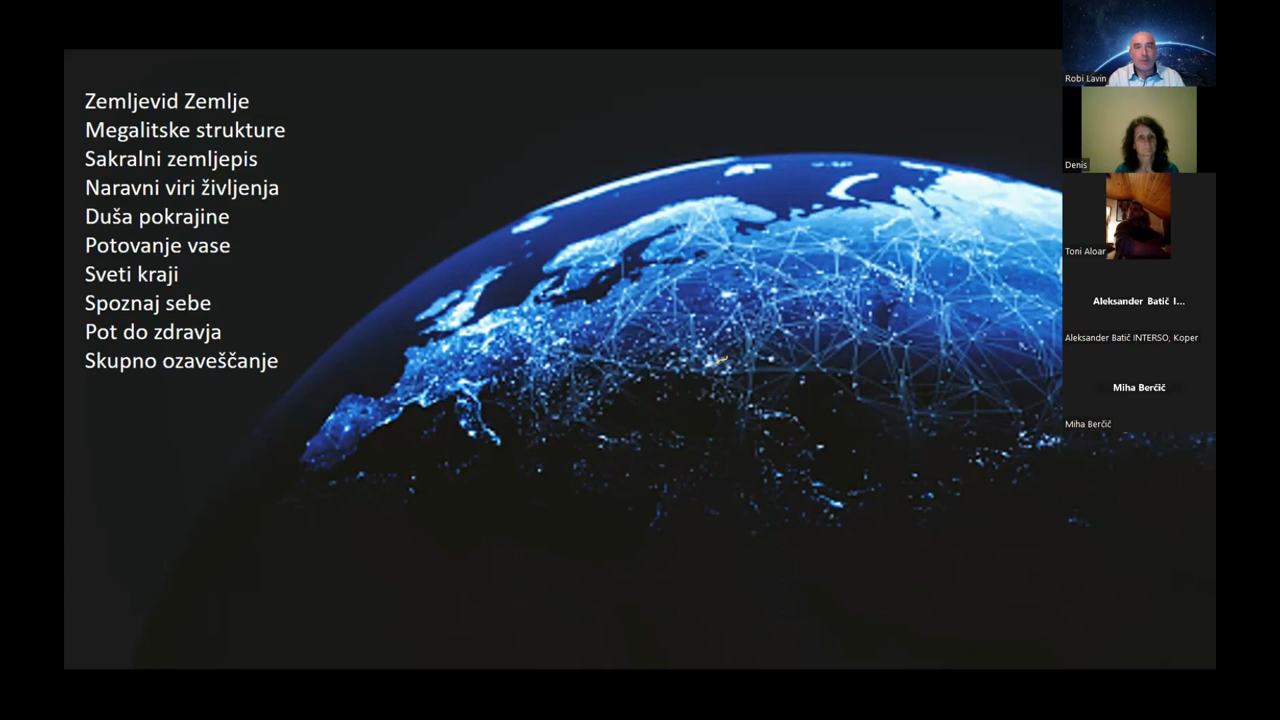 Zemljevid Zemlje
Megalitske strukture
Sakralni zemljepis
Naravni viri življenja
Duša pokrajine
Potovanje vase
Sveti kraji
Spoznaj sebe
Pot do zdravja
Skupno ozaveščanje
Robi Lavin
Denis
Toni Aloar
Aleksander Batič I...
Aleksander Batič INTERSO, Koper
Miha Berčič
Miha Berčič